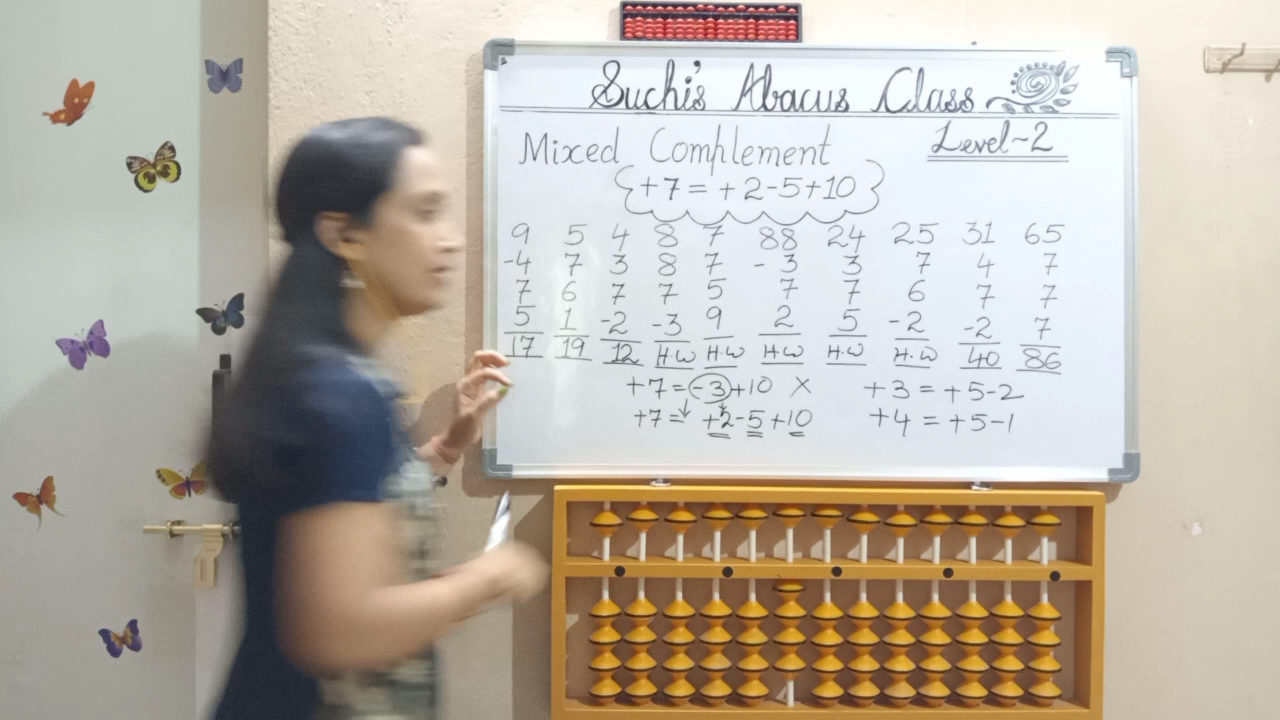 Suchi's Abacus Class
Level-2
Mixed Complement
+7=+2-5+10
9 5 4 8 7 88 24 25 31 65
-4 7 3 8 7 -3 3 7 4 7
7 6 7 7 5 7 7 6 7 7
5 1 -2 -3 9 2 5 -2 -2 7
17 19 12 H.W H.W H.W H.W H.W 40 86
+7=-3+10 X +3=+5-2
+7=+2-5+10 +4=+5-1